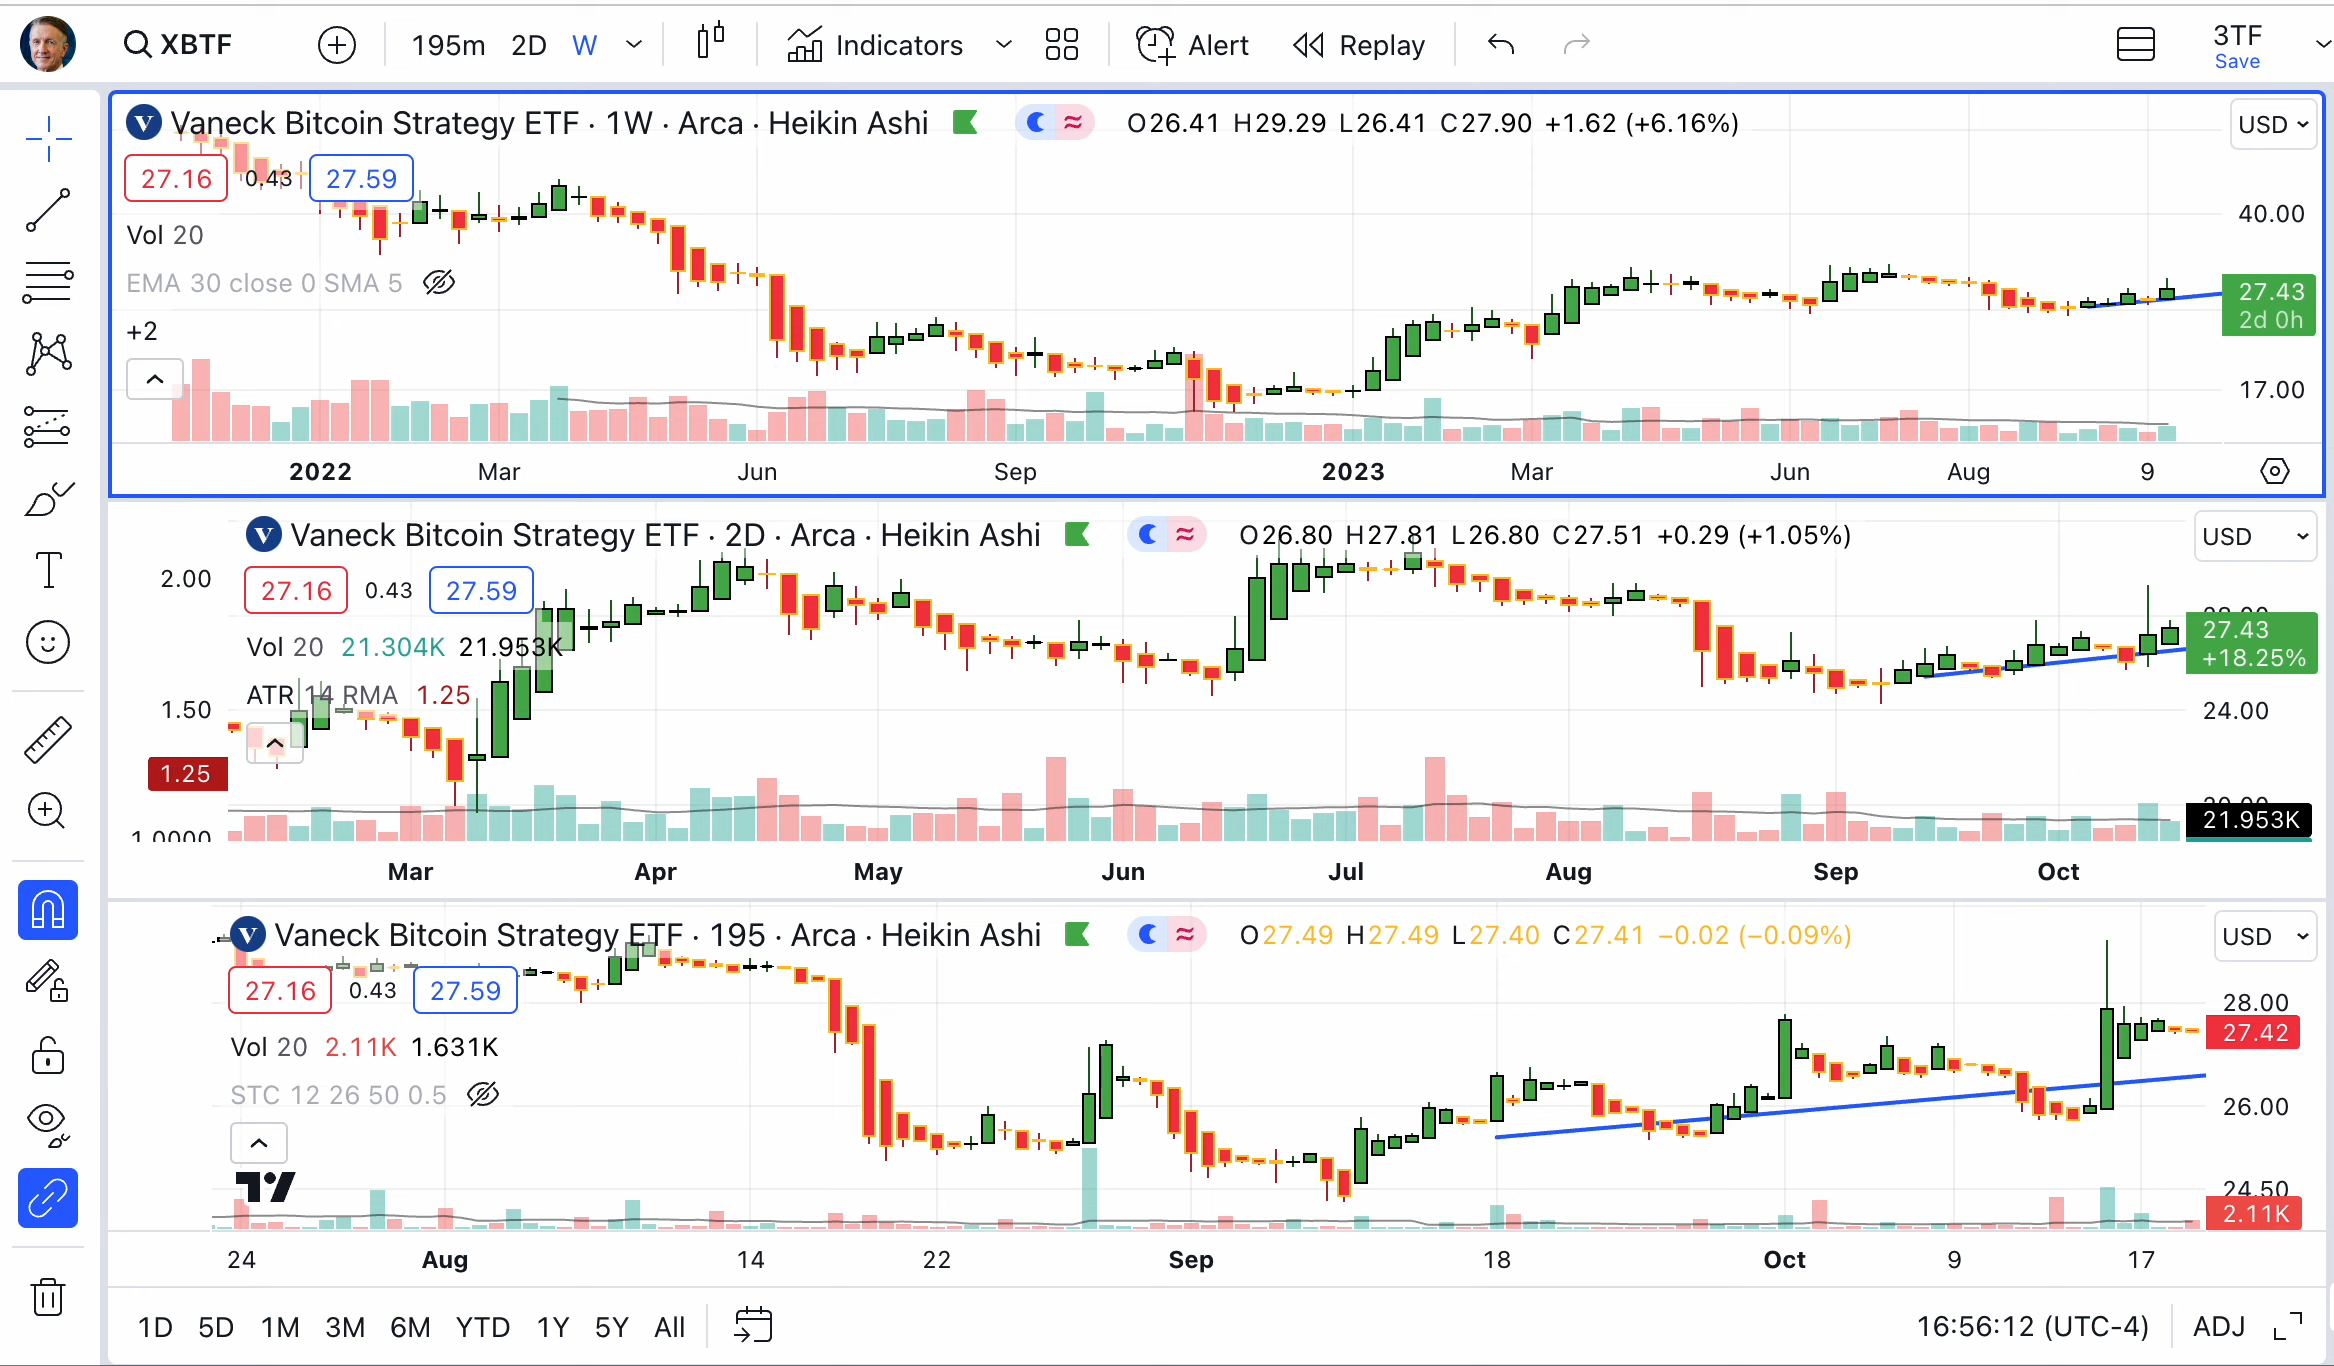 XBTF 195m 2D W Indicators Alert Replay 3TF
Save
V Vaneck Bitcoin Strategy ETF · 1W · Arca · Heikin Ashi O26.41 H29.29 L26.41 C27.90 +1.62 (+6.16%) USD
27.16 0.43 27.59
40.00
Vol 20
EMA 30 close 0 SMA 5
27.43
2d 0h
+2
17.00
2022 Mar Jun Sep 2023 Mar Jun Aug 9
V Vaneck Bitcoin Strategy ETF · 2D · Arca · Heikin Ashi O26.80 H27.81 L26.80 C27.51 +0.29 (+1.05%) USD
2.00 27.16 0.43 27.59
28.00
27.43
+18.25%
Vol 20 21.304K 21.953K
ATR 14 RMA 1.25
1.50 24.00
1.25
21.953K
1.0000
Mar Apr May Jun Jul Aug Sep Oct
V Vaneck Bitcoin Strategy ETF · 195 · Arca · Heikin Ashi O27.49 H27.49 L27.40 C27.41 −0.02 (−0.09%) USD
27.16 0.43 27.59
28.00
27.42
Vol 20 2.11K 1.631K
STC 12 26 50 0.5
26.00
24.50
2.11K
24 Aug 14 22 Sep 18 Oct 9 17
1D 5D 1M 3M 6M YTD 1Y 5Y All 16:56:12 (UTC-4) ADJ